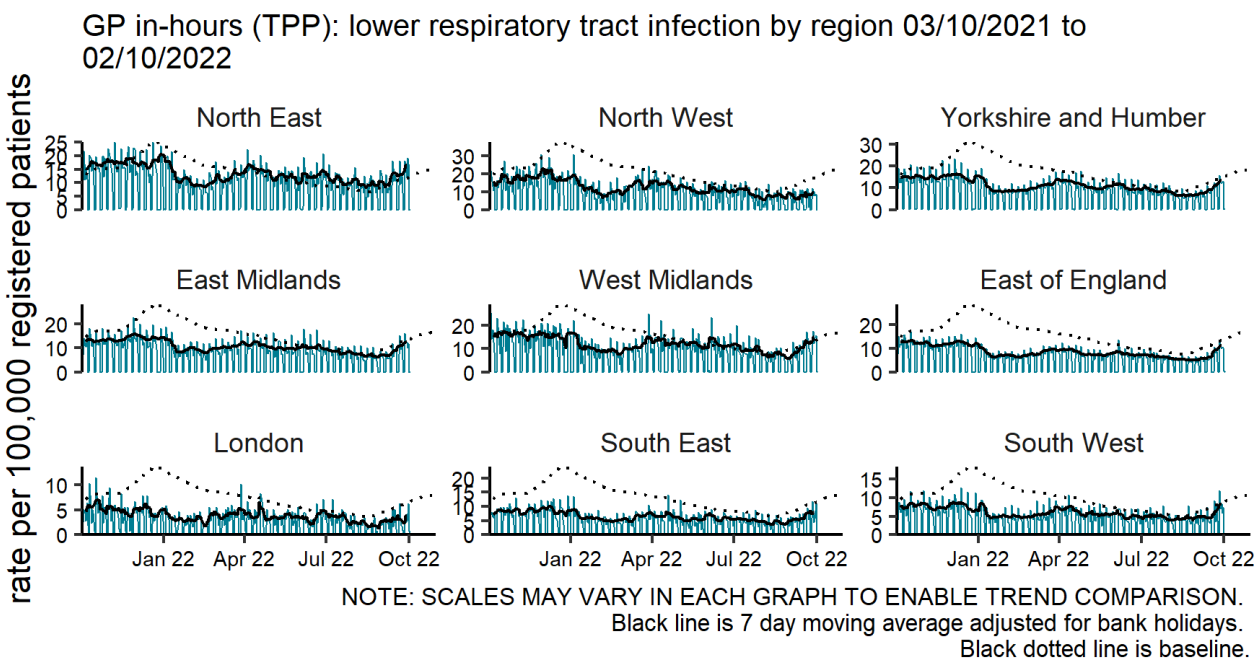 GP in-hours (TPP): lower respiratory tract infection by region 03/10/2021 to
02/10/2022
rate per 100,000 registered patients
North East
25
20
15
10
5
0
North West
30
20
10
0
Yorkshire and Humber
30
20
10
0
East Midlands
20
10
0
West Midlands
20
10
0
East of England
20
10
0
London
10
5
0
Jan 22 Apr 22 Jul 22 Oct 22
South East
20
15
10
5
0
Jan 22 Apr 22 Jul 22 Oct 22
South West
15
10
5
0
Jan 22 Apr 22 Jul 22 Oct 22
NOTE: SCALES MAY VARY IN EACH GRAPH TO ENABLE TREND COMPARISON.
Black line is 7 day moving average adjusted for bank holidays.
Black dotted line is baseline.